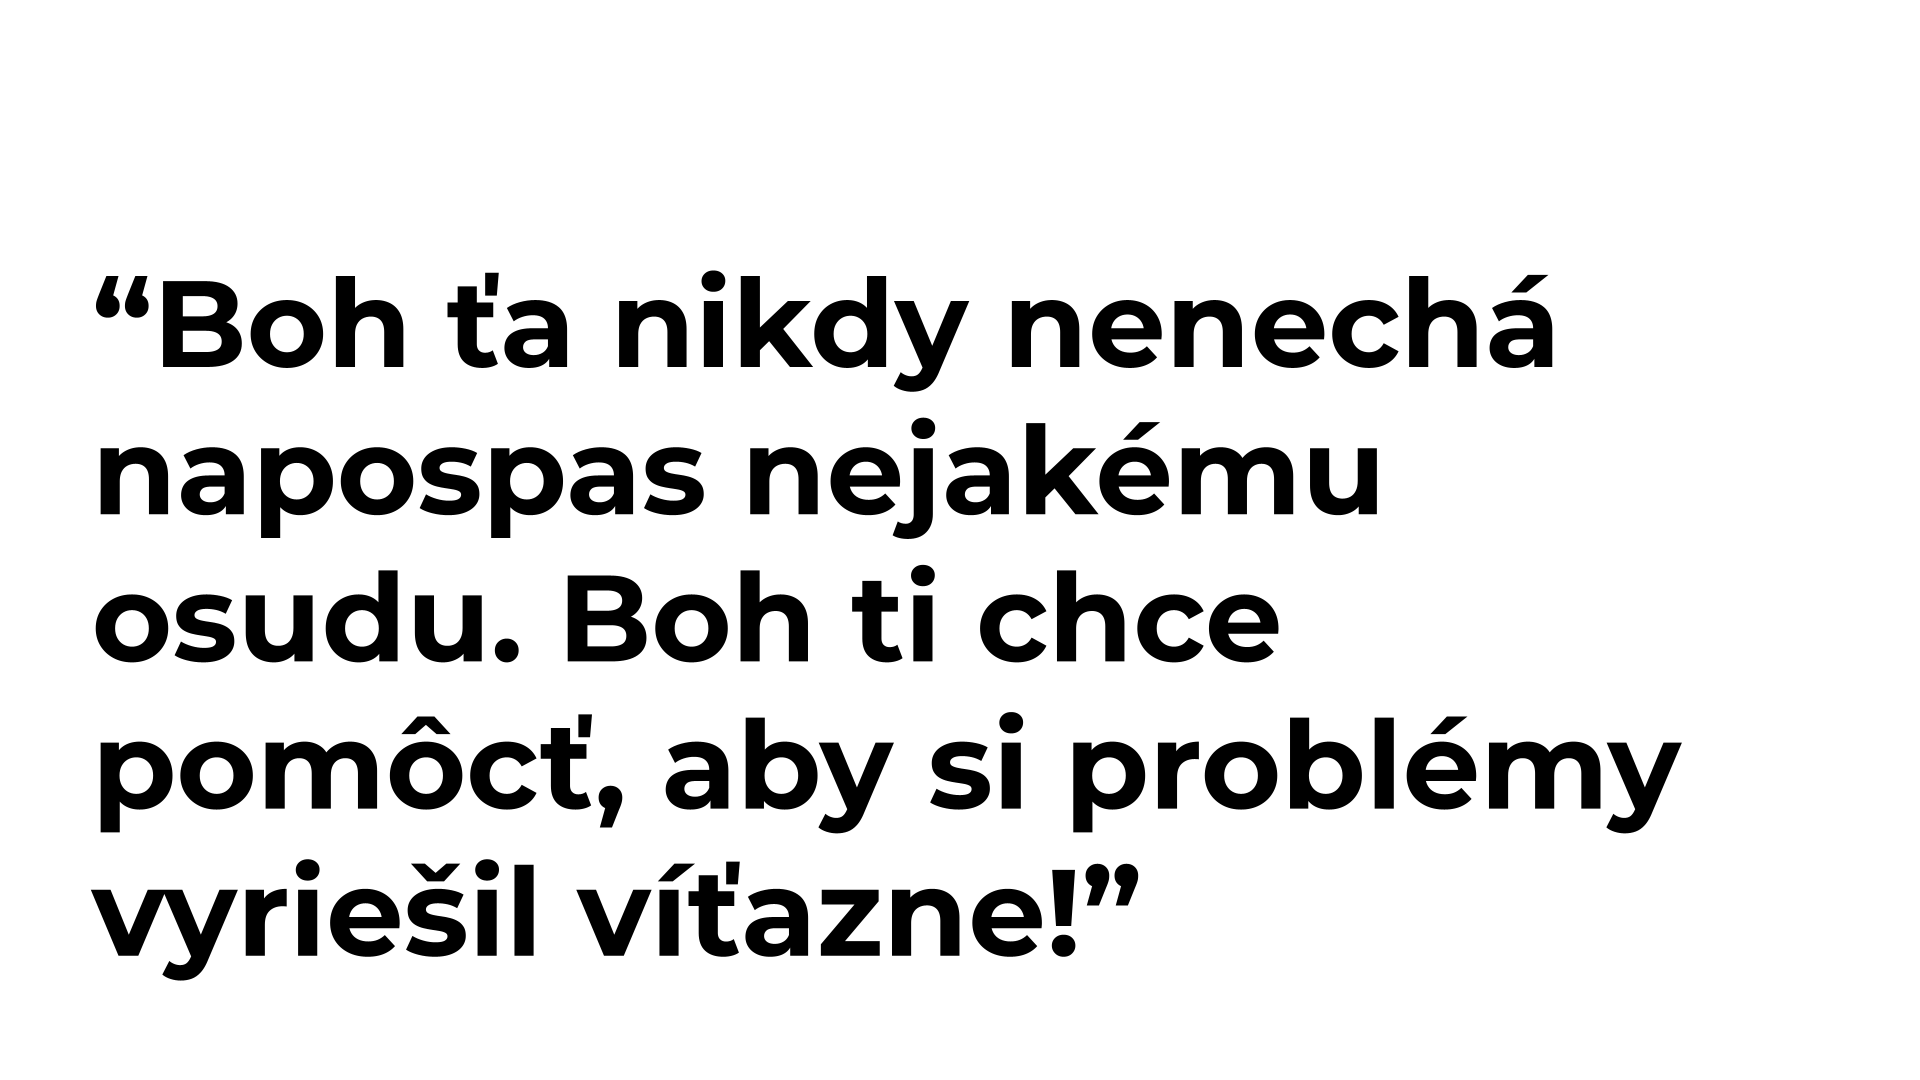 “Boh ťa nikdy nenechá
napospas nejakému
osudu. Boh ti chce
pomôcť, aby si problémy
vyriešil víťazne!”